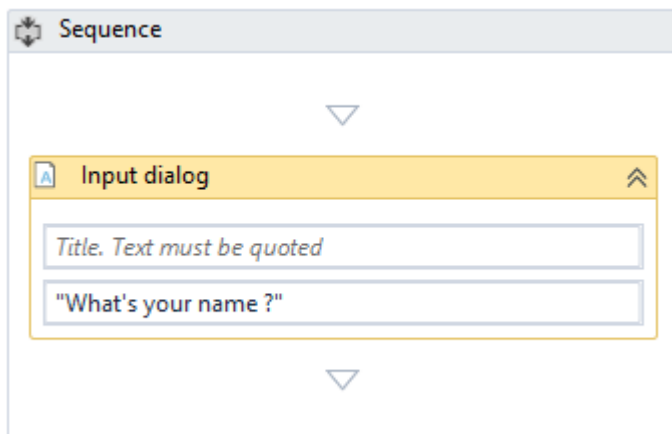 Sequence
Input dialog
Title. Text must be quoted
"What's your name ?"